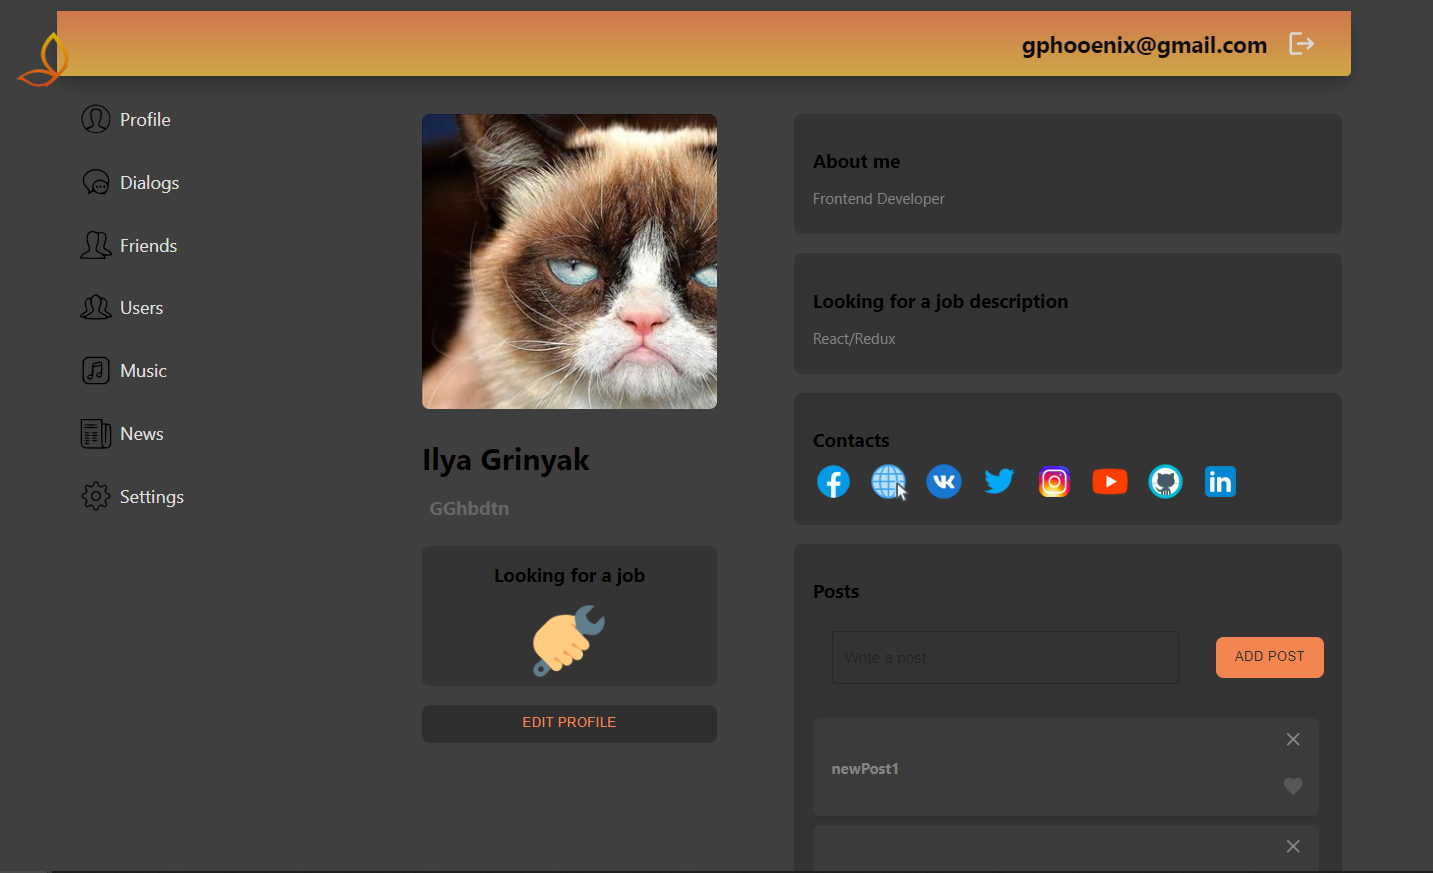 gphooenix@gmail.com
Profile
Dialogs
Friends
Users
Music
News
Settings
Ilya Grinyak
GGhbdtn
Looking for a job
EDIT PROFILE
About me
Frontend Developer
Looking for a job description
React/Redux
Contacts
Posts
Write a post...
ADD POST
newPost1